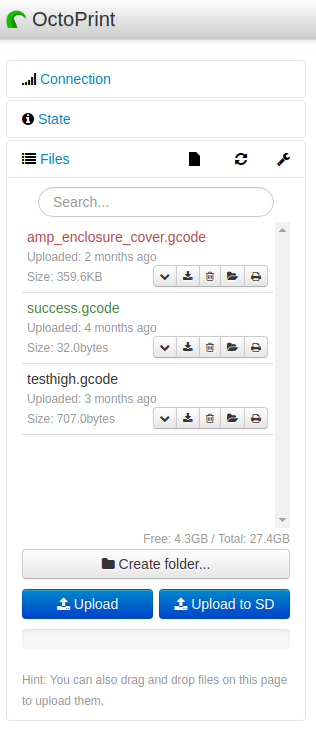 OctoPrint
Connection
State
Files
Search...
amp_enclosure_cover.gcode
Uploaded: 2 months ago
Size: 359.6KB
success.gcode
Uploaded: 4 months ago
Size: 32.0bytes
testhigh.gcode
Uploaded: 3 months ago
Size: 707.0bytes
Free: 4.3GB / Total: 27.4GB
Create folder...
Upload
Upload to SD
Hint: You can also drag and drop files on this page
to upload them.